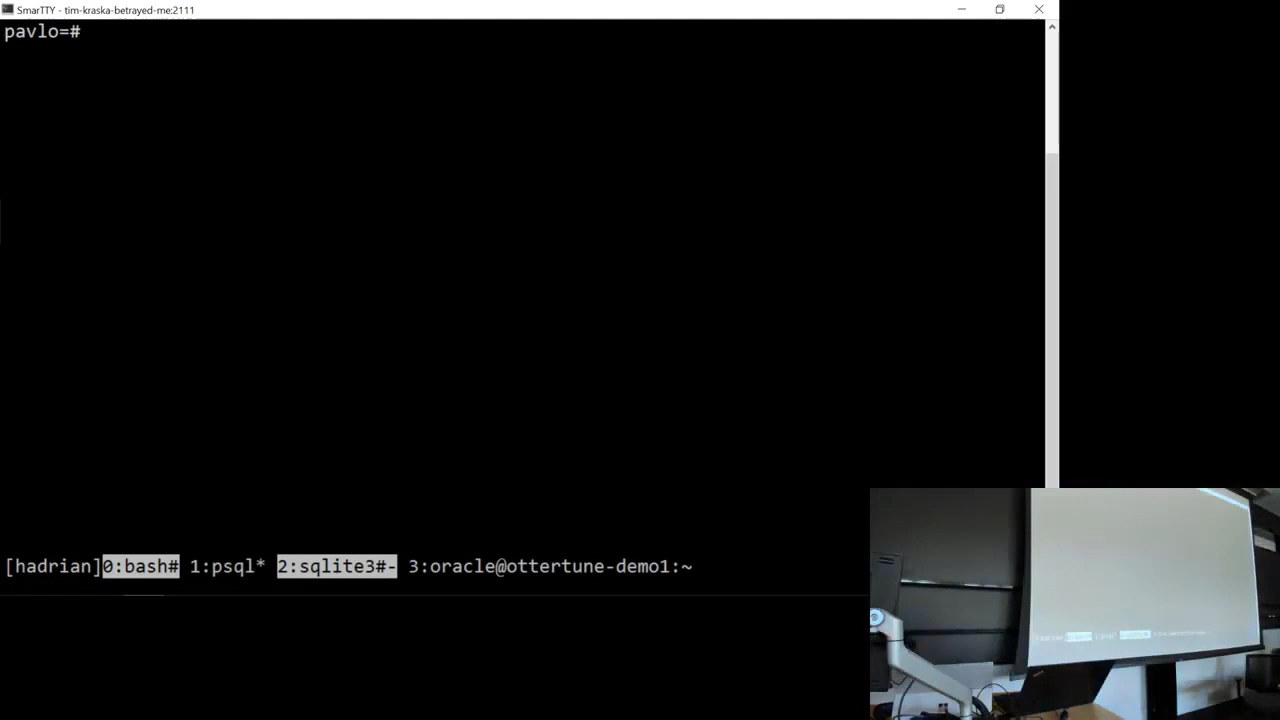 SmarTTY - tim-kraska-betrayed-me:2111
pavlo=#
[hadrian]0:bash# 1:psql* 2:sqlite3#- 3:oracle@ottertune-demo1:~